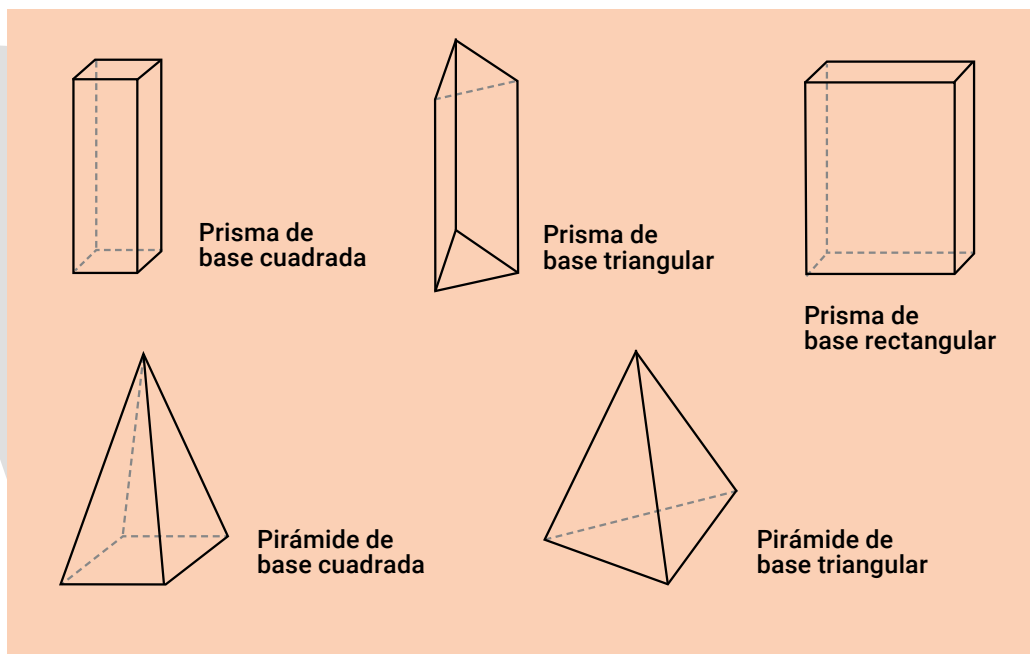 Prisma de
base cuadrada
Prisma de
base triangular
Prisma de
base rectangular
Pirámide de
base cuadrada
Pirámide de
base triangular